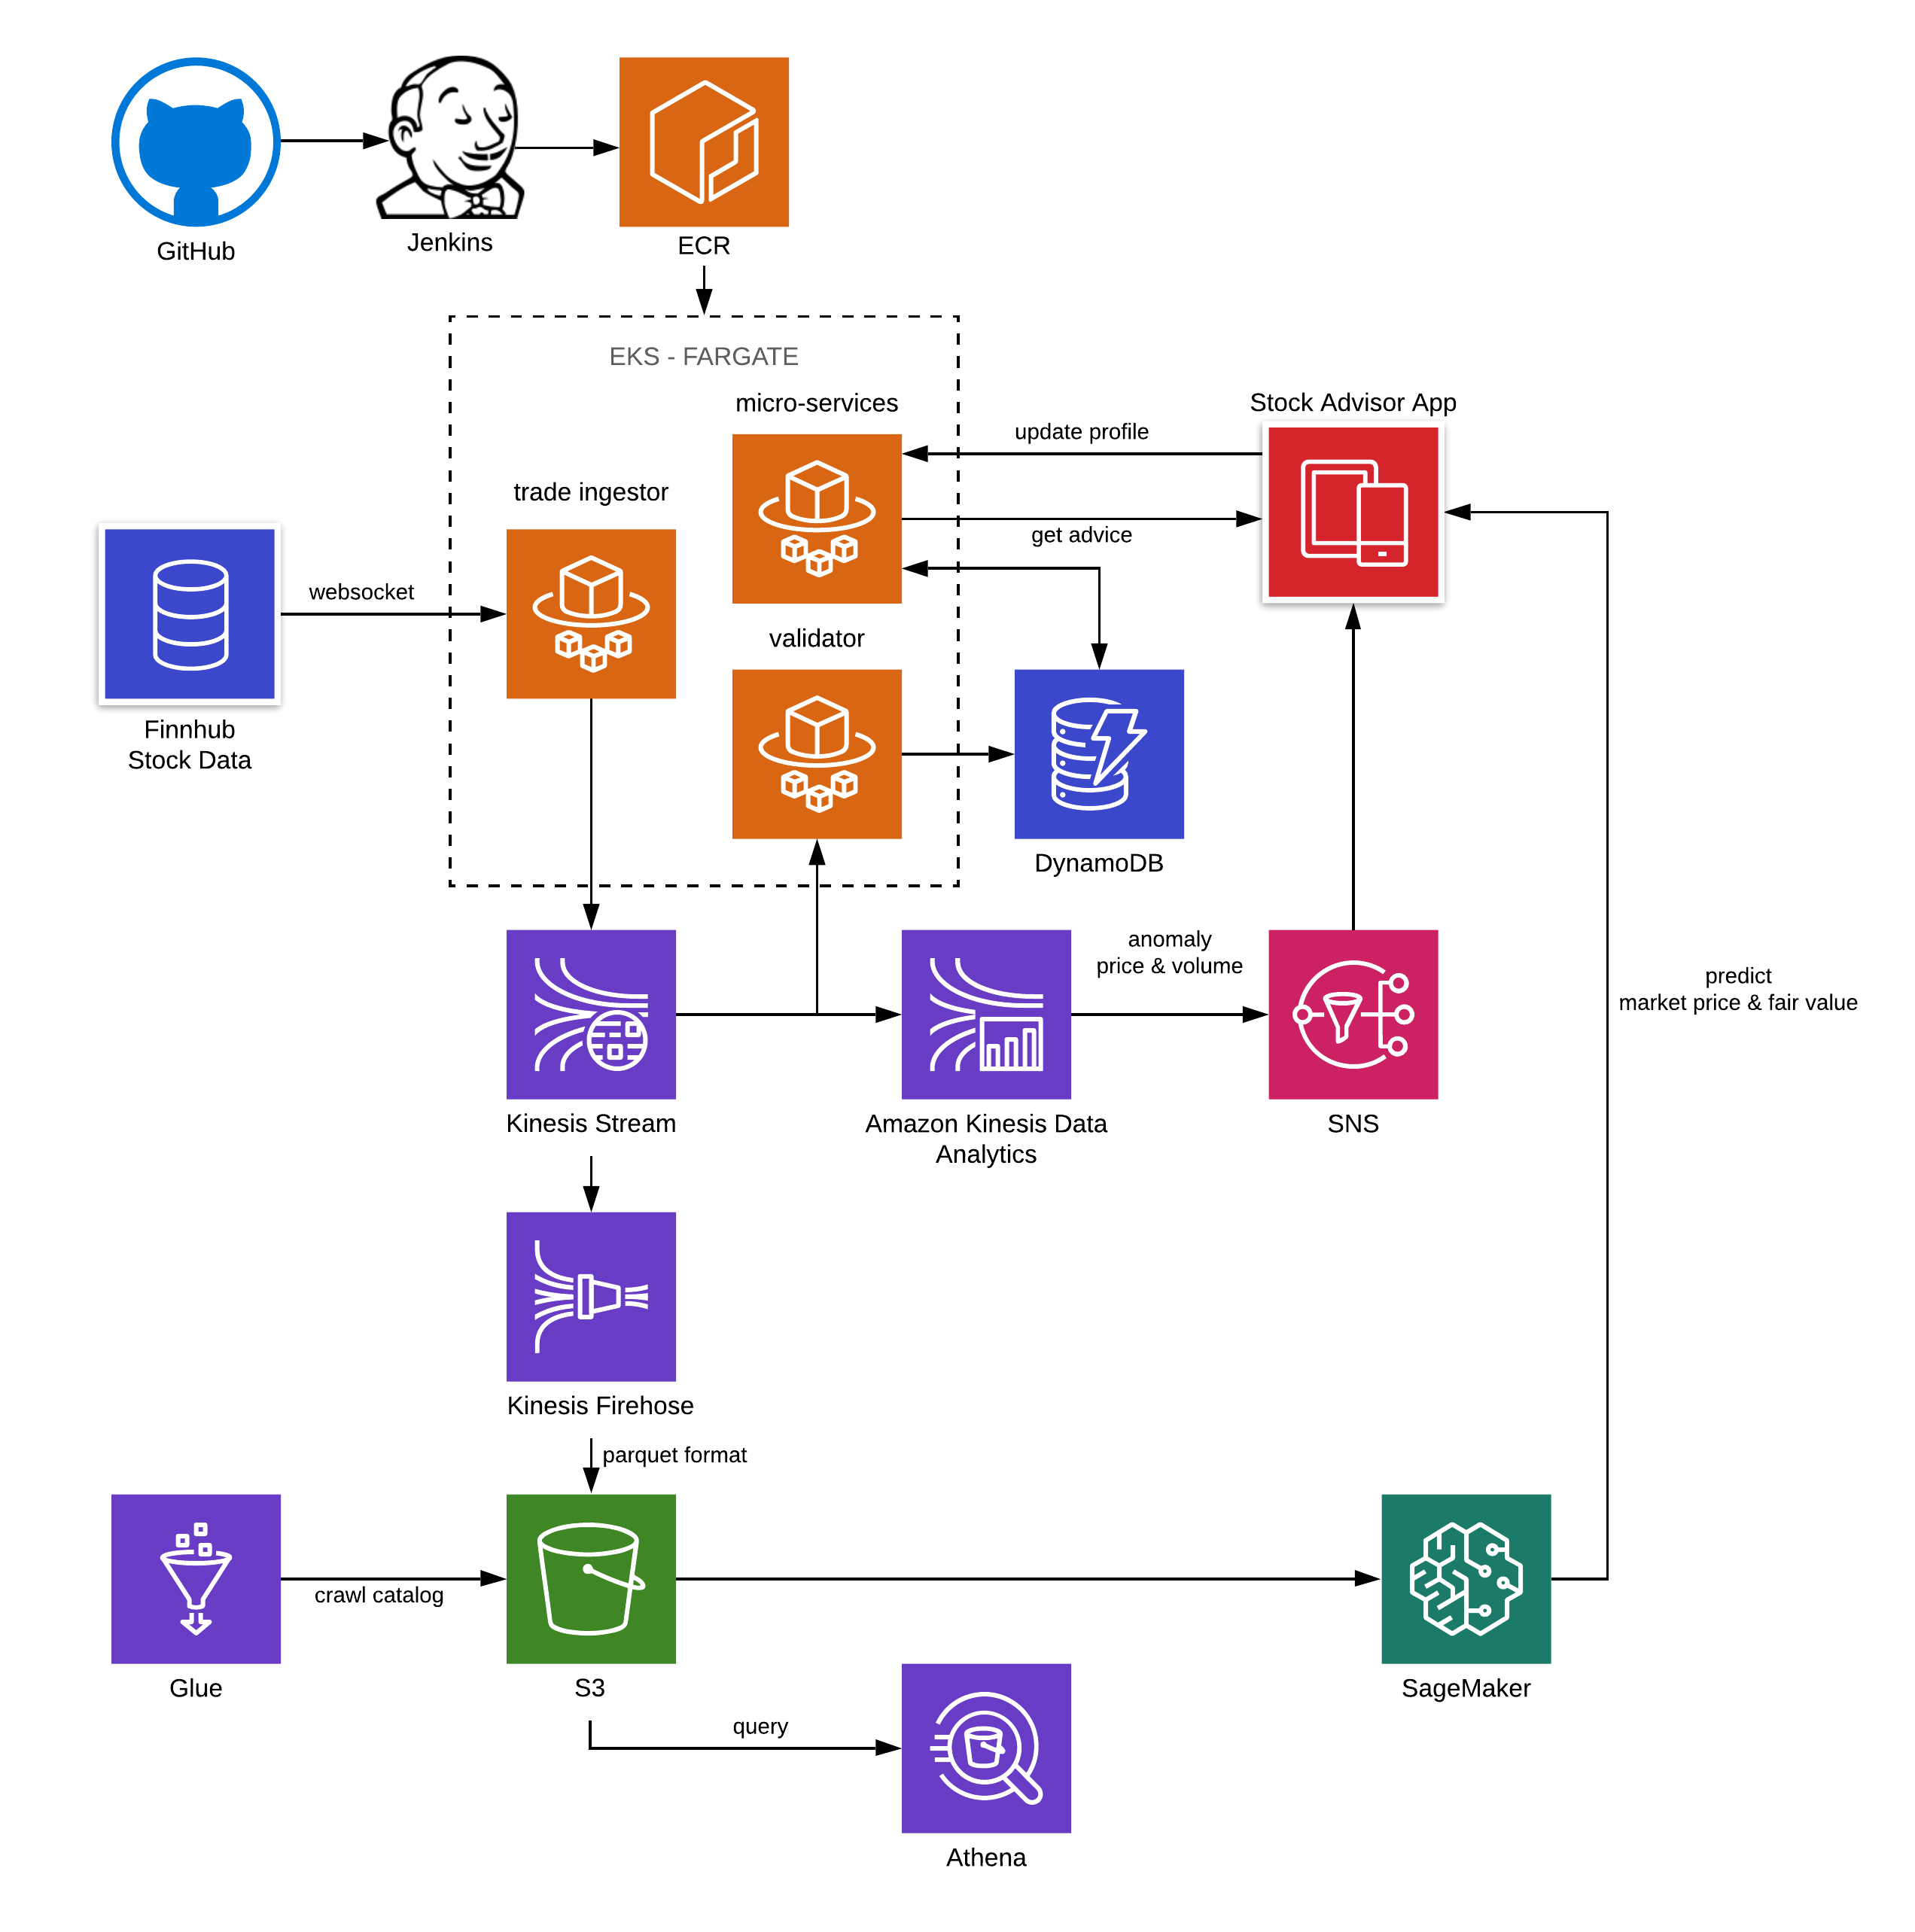 GitHub
Jenkins
ECR
EKS - FARGATE
micro-services
Stock Advisor App
update profile
trade ingestor
get advice
websocket
validator
Finnhub
Stock Data
DynamoDB
anomaly
price & volume
predict
market price & fair value
Kinesis Stream
Amazon Kinesis Data
Analytics
SNS
Kinesis Firehose
parquet format
crawl catalog
Glue
S3
SageMaker
query
Athena